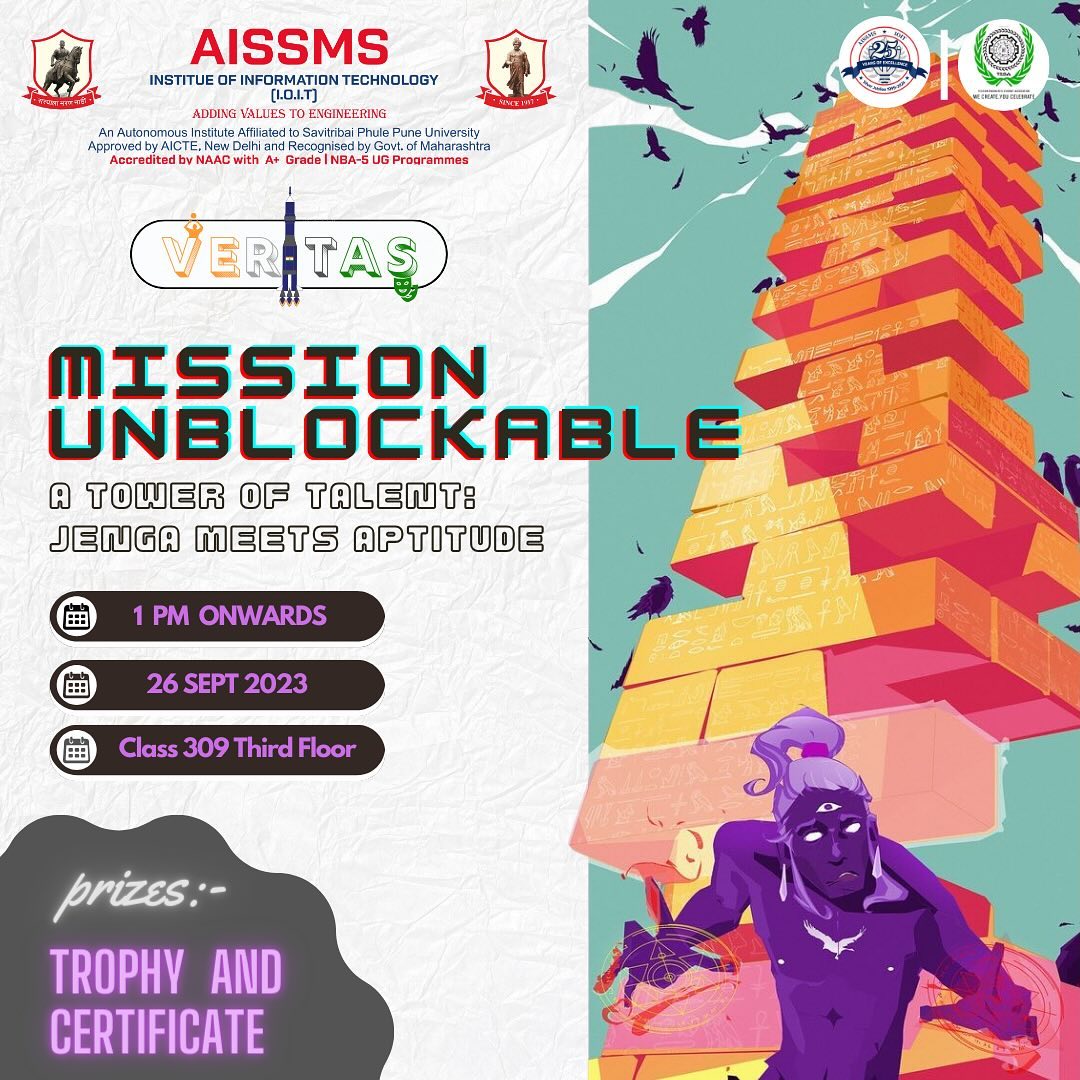 AISSMS
INSTITUE OF INFORMATION TECHNOLOGY
(I.O.I.T)
ADDING VALUES TO ENGINEERING
An Autonomous Institute Affiliated to Savitribai Phule Pune University
Approved by AICTE, New Delhi and Recognised by Govt. of Maharashtra
Accredited by NAAC with A+ Grade | NBA-5 UG Programmes
SINCE 1917
AISSMS IOIT
25
YEARS OF EXCELLENCE
WE CREATE, YOU CELEBRATE
VERITAS
MISSION
UNBLOCKABLE
A TOWER OF TALENT:
JENGA MEETS APTITUDE
1 PM ONWARDS
26 SEPT 2023
Class 309 Third Floor
prizes:-
TROPHY AND
CERTIFICATE